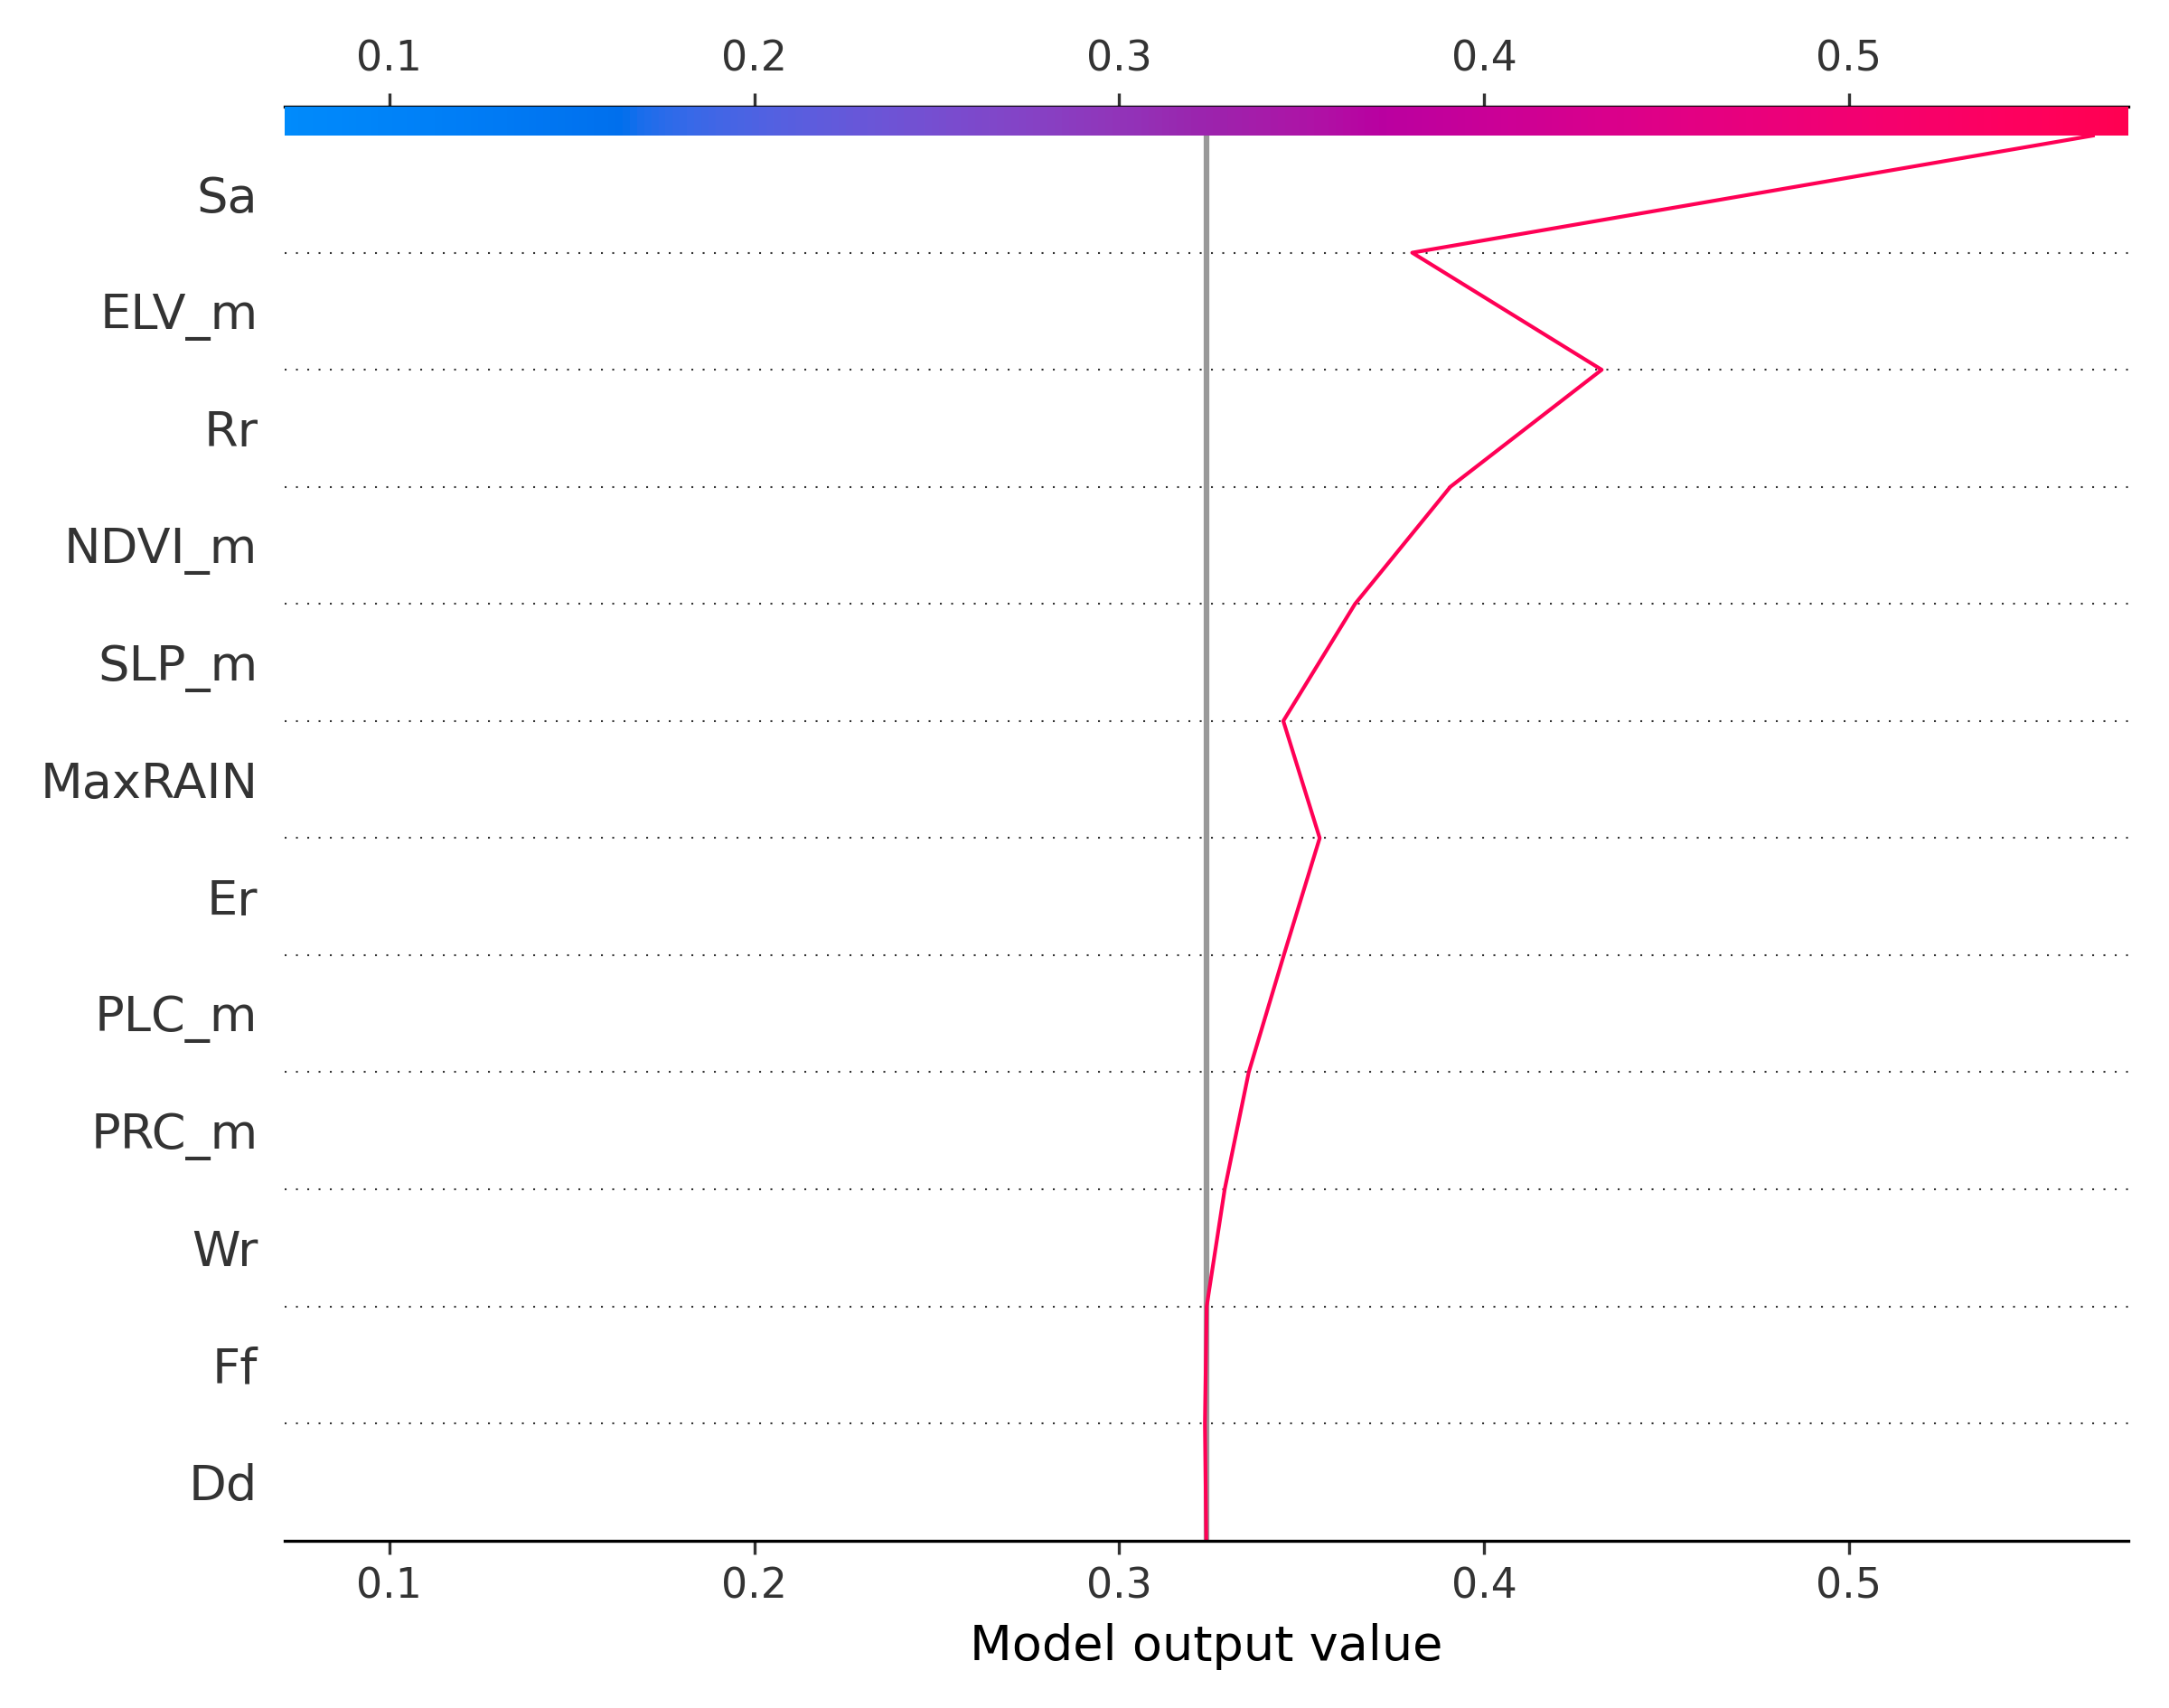 0.1 0.2 0.3 0.4 0.5
Sa
ELV_m
Rr
NDVI_m
SLP_m
MaxRAIN
Er
PLC_m
PRC_m
Wr
Ff
Dd
0.1 0.2 0.3 0.4 0.5
Model output value